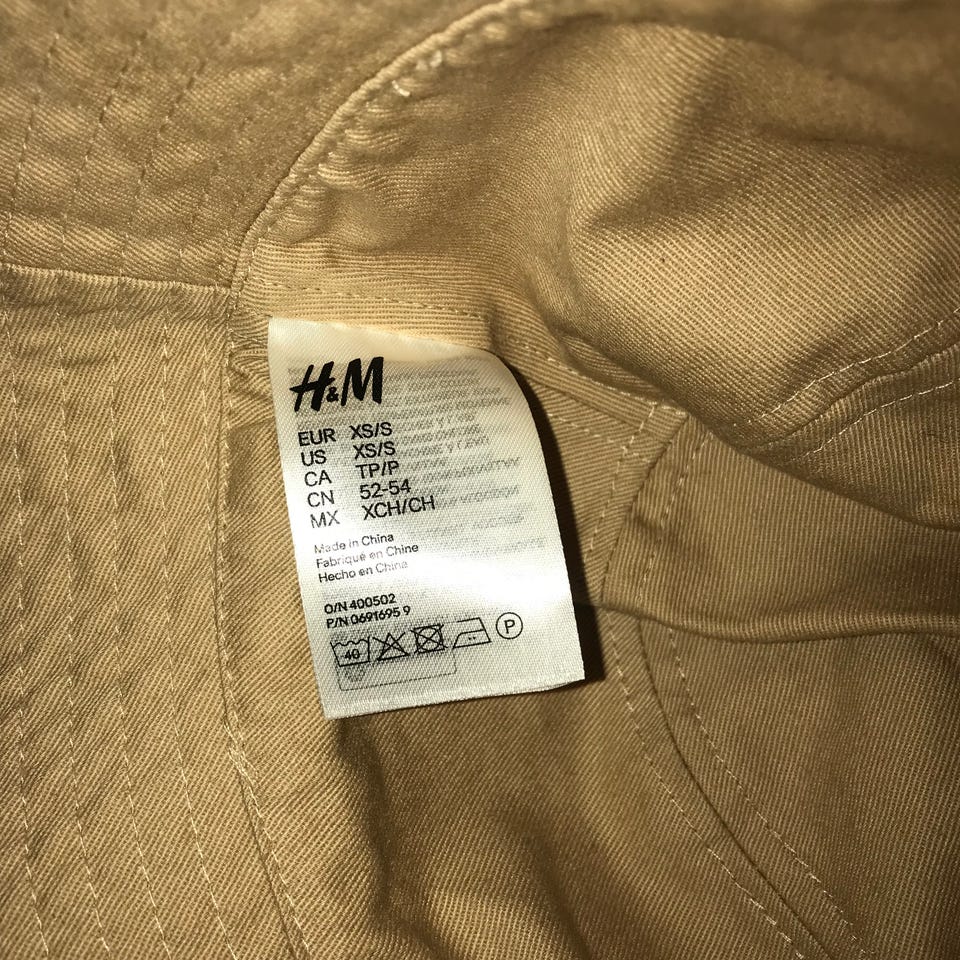 H&M
EUR XS/S
US XS/S
CA TP/P
CN 52-54
MX XCH/CH
Made in China
Fabriqué en Chine
Hecho en China
O/N 400502
P/N 0691695 9
40
P